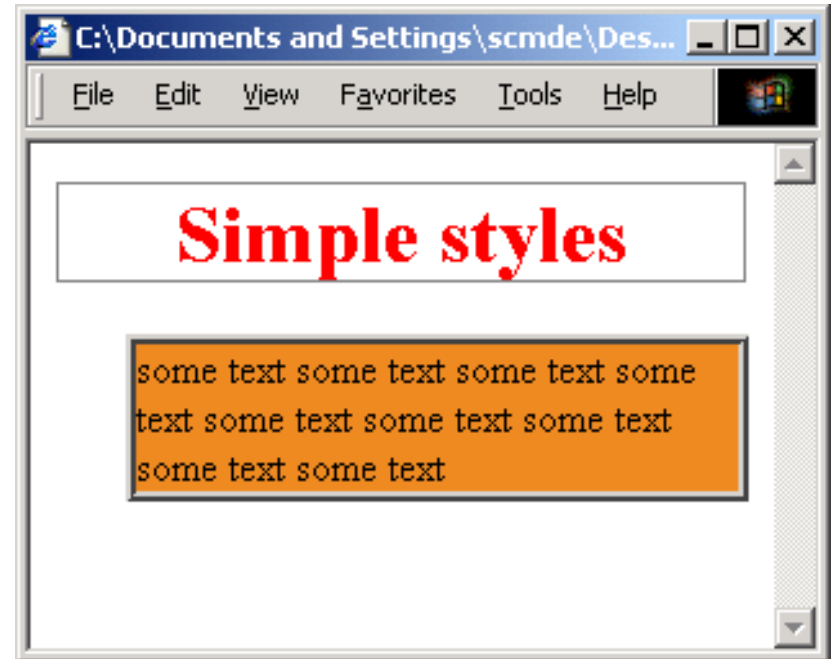 C:\Documents and Settings\scmde\Des...
File Edit View Favorites Tools Help
Simple styles
some text some text some text some
text some text some text some text
some text some text